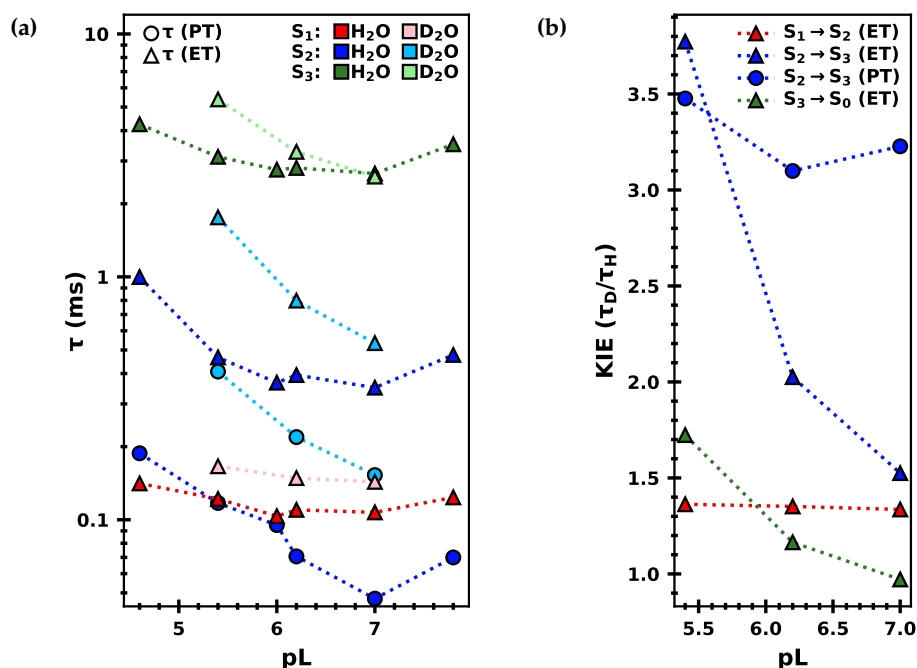 (a)
τ (PT)
τ (ET)
S₁: H₂O D₂O
S₂: H₂O D₂O
S₃: H₂O D₂O
10
1
0.1
τ (ms)
5 6 7
pL
(b)
S₁ → S₂ (ET)
S₂ → S₃ (ET)
S₂ → S₃ (PT)
S₃ → S₀ (ET)
3.5
3.0
2.5
2.0
1.5
1.0
KIE (τ_D/τ_H)
5.5 6.0 6.5 7.0
pL